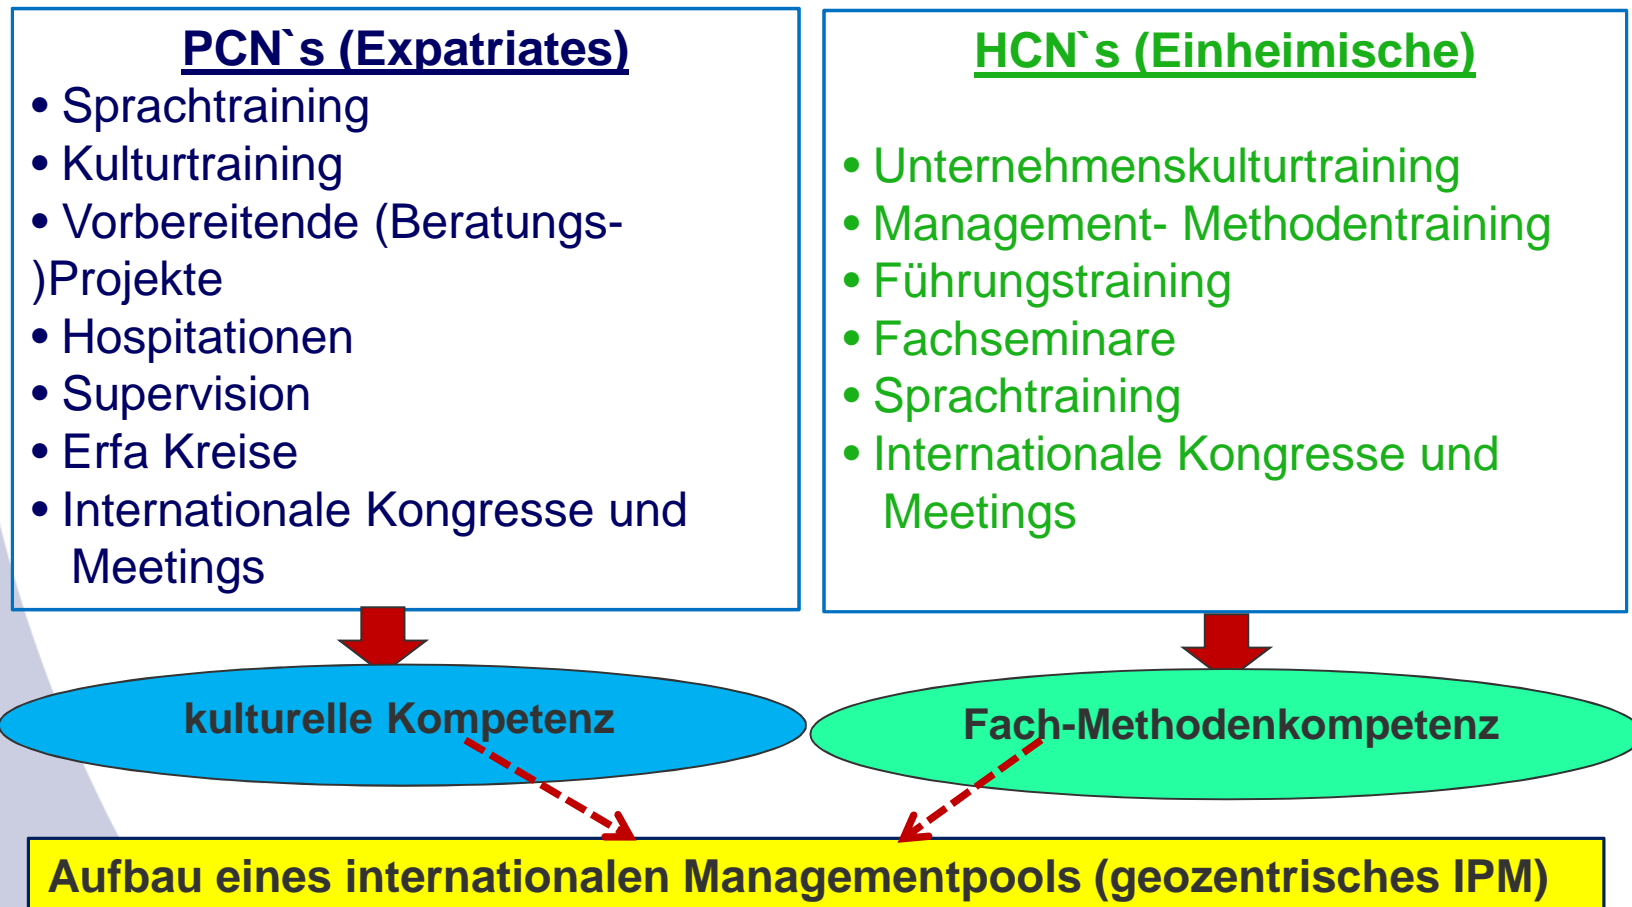 PCN`s (Expatriates)
• Sprachtraining
• Kulturtraining
• Vorbereitende (Beratungs-
)Projekte
• Hospitationen
• Supervision
• Erfa Kreise
• Internationale Kongresse und
Meetings
HCN`s (Einheimische)
• Unternehmenskulturtraining
• Management- Methodentraining
• Führungstraining
• Fachseminare
• Sprachtraining
• Internationale Kongresse und
Meetings
kulturelle Kompetenz
Fach-Methodenkompetenz
Aufbau eines internationalen Managementpools (geozentrisches IPM)